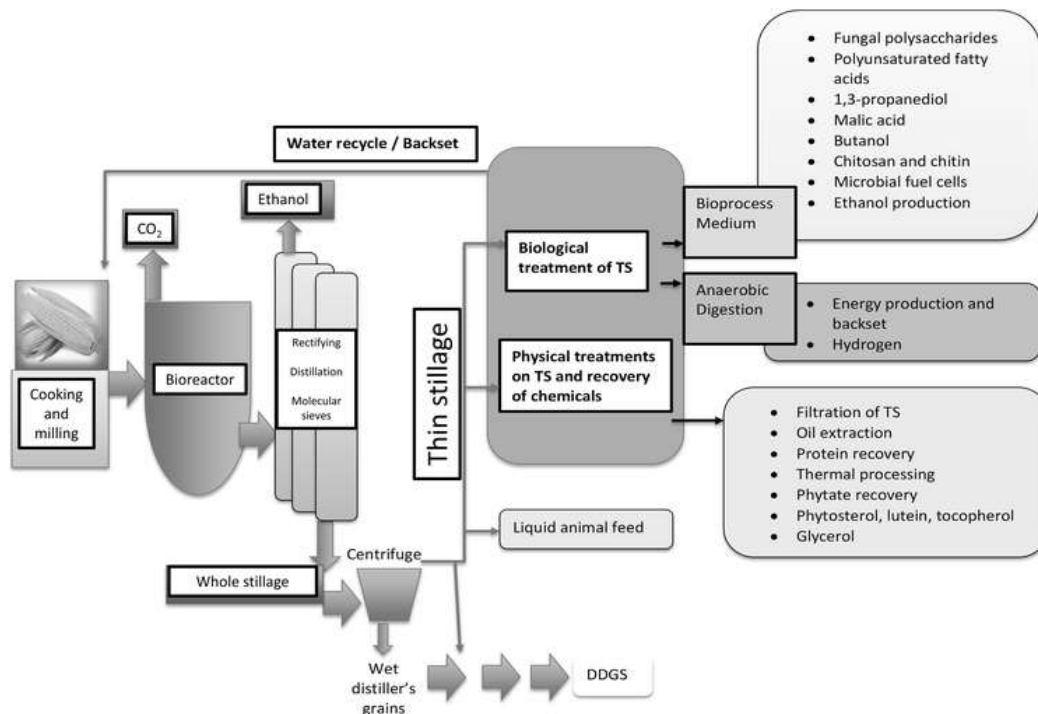 Fungal polysaccharides
Polyunsaturated fatty
acids
1,3-propanediol
Malic acid
Butanol
Chitosan and chitin
Microbial fuel cells
Ethanol production
Water recycle / Backset
Ethanol
CO2
Bioprocess
Medium
Biological
treatment of TS
Anaerobic
Digestion
Energy production and
backset
Hydrogen
Rectifying
Distillation
Molecular
sieves
Bioreactor
Cooking
and
milling
Thin stillage
Physical treatments
on TS and recovery
of chemicals
Filtration of TS
Oil extraction
Protein recovery
Thermal processing
Phytate recovery
Phytosterol, lutein, tocopherol
Glycerol
Liquid animal feed
Centrifuge
Whole stillage
Wet
distiller's
grains
DDGS